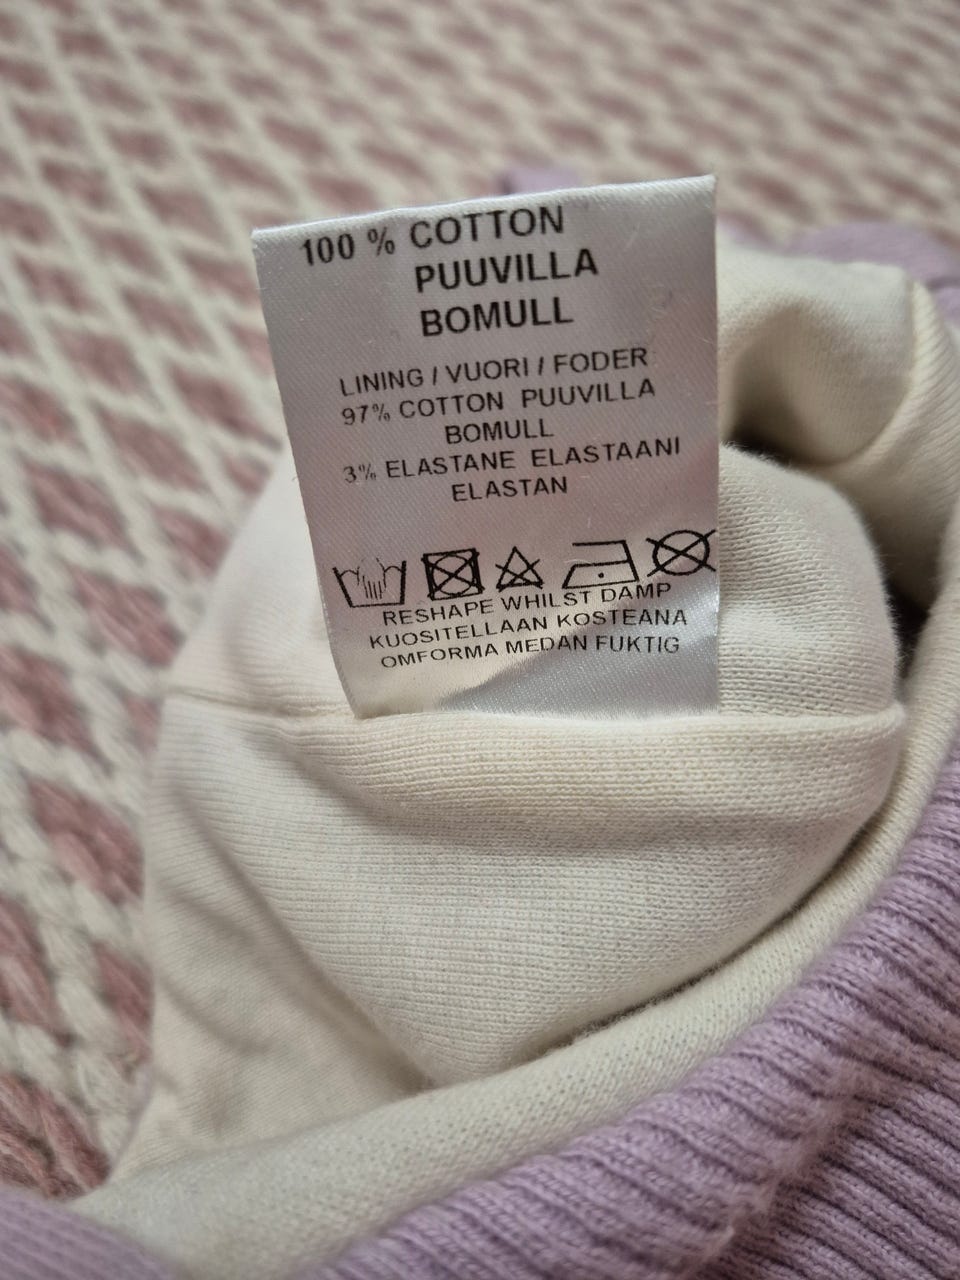 100 % COTTON
PUUVILLA
BOMULL
LINING / VUORI / FODER
97% COTTON PUUVILLA
BOMULL
3% ELASTANE ELASTAANI
ELASTAN
RESHAPE WHILST DAMP
KUOSITELLAAN KOSTEANA
OMFORMA MEDAN FUKTIG